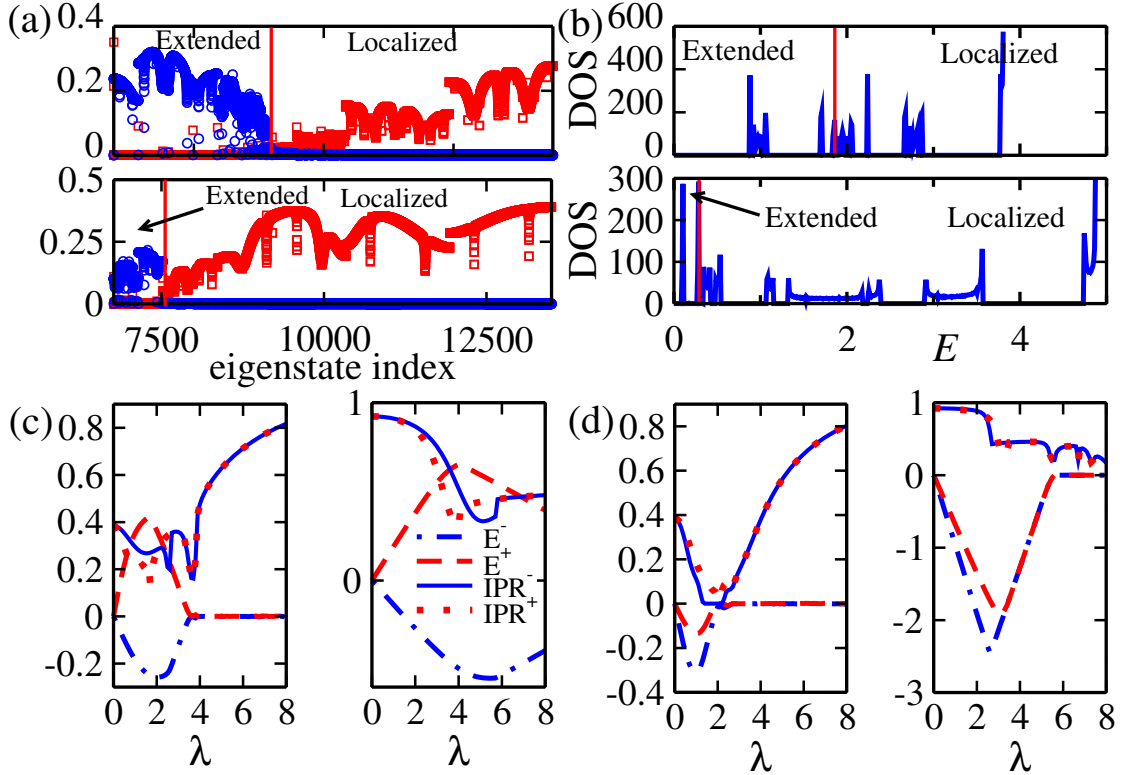 (a) 0.4 Extended Localized
0.2
0
0.5 Extended Localized
0.25
0
7500 10000 12500
eigenstate index
(b) 600 Extended Localized
400
200
0
DOS
300
200 Extended Localized
100
0
DOS
0 2 E 4
(c) 0.8
0.6
0.4
0.2
0
-0.2
0 2 4 6 8
λ
1
0
E⁻
E⁺
IPR⁻
IPR⁺
0 2 4 6 8
λ
(d) 0.8
0.6
0.4
0.2
0
-0.2
-0.4
0 2 4 6 8
λ
1
0
-1
-2
-3
0 2 4 6 8
λ